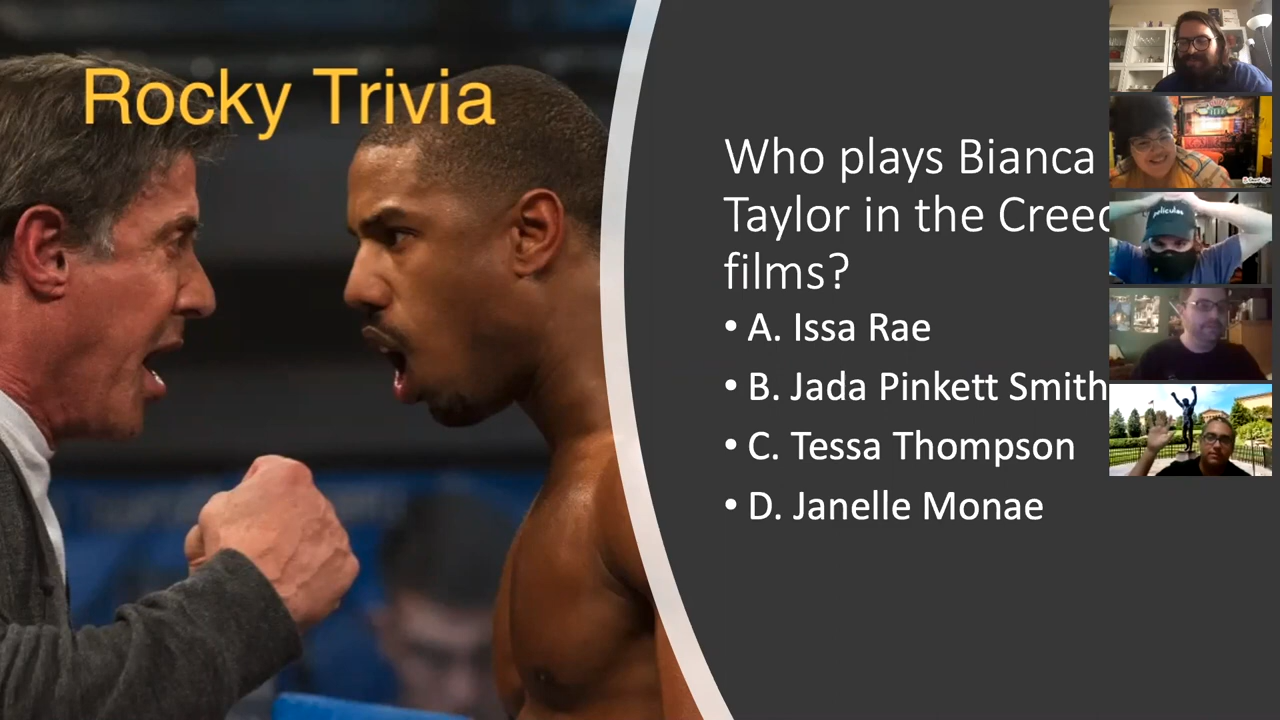 Rocky Trivia
Who plays Bianca
Taylor in the Creed
films?
• A. Issa Rae
• B. Jada Pinkett Smith
• C. Tessa Thompson
• D. Janelle Monae
peliculas